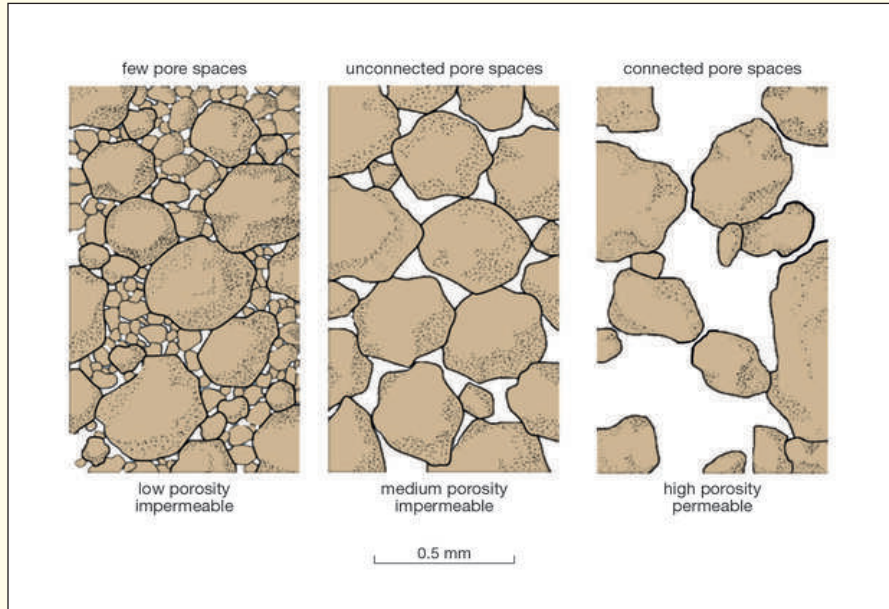 few pore spaces
unconnected pore spaces
connected pore spaces
low porosity
impermeable
medium porosity
impermeable
high porosity
permeable
0.5 mm